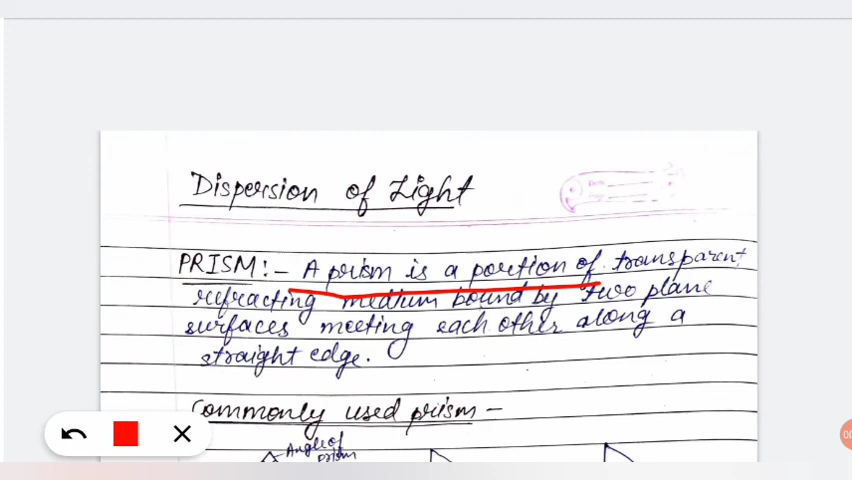 Dispersion of Light
PRISM:- A prism is a portion of transparent
refracting medium bound by two plane
surfaces meeting each other along a
straight edge.
Commonly used prism -
Angle of
prism